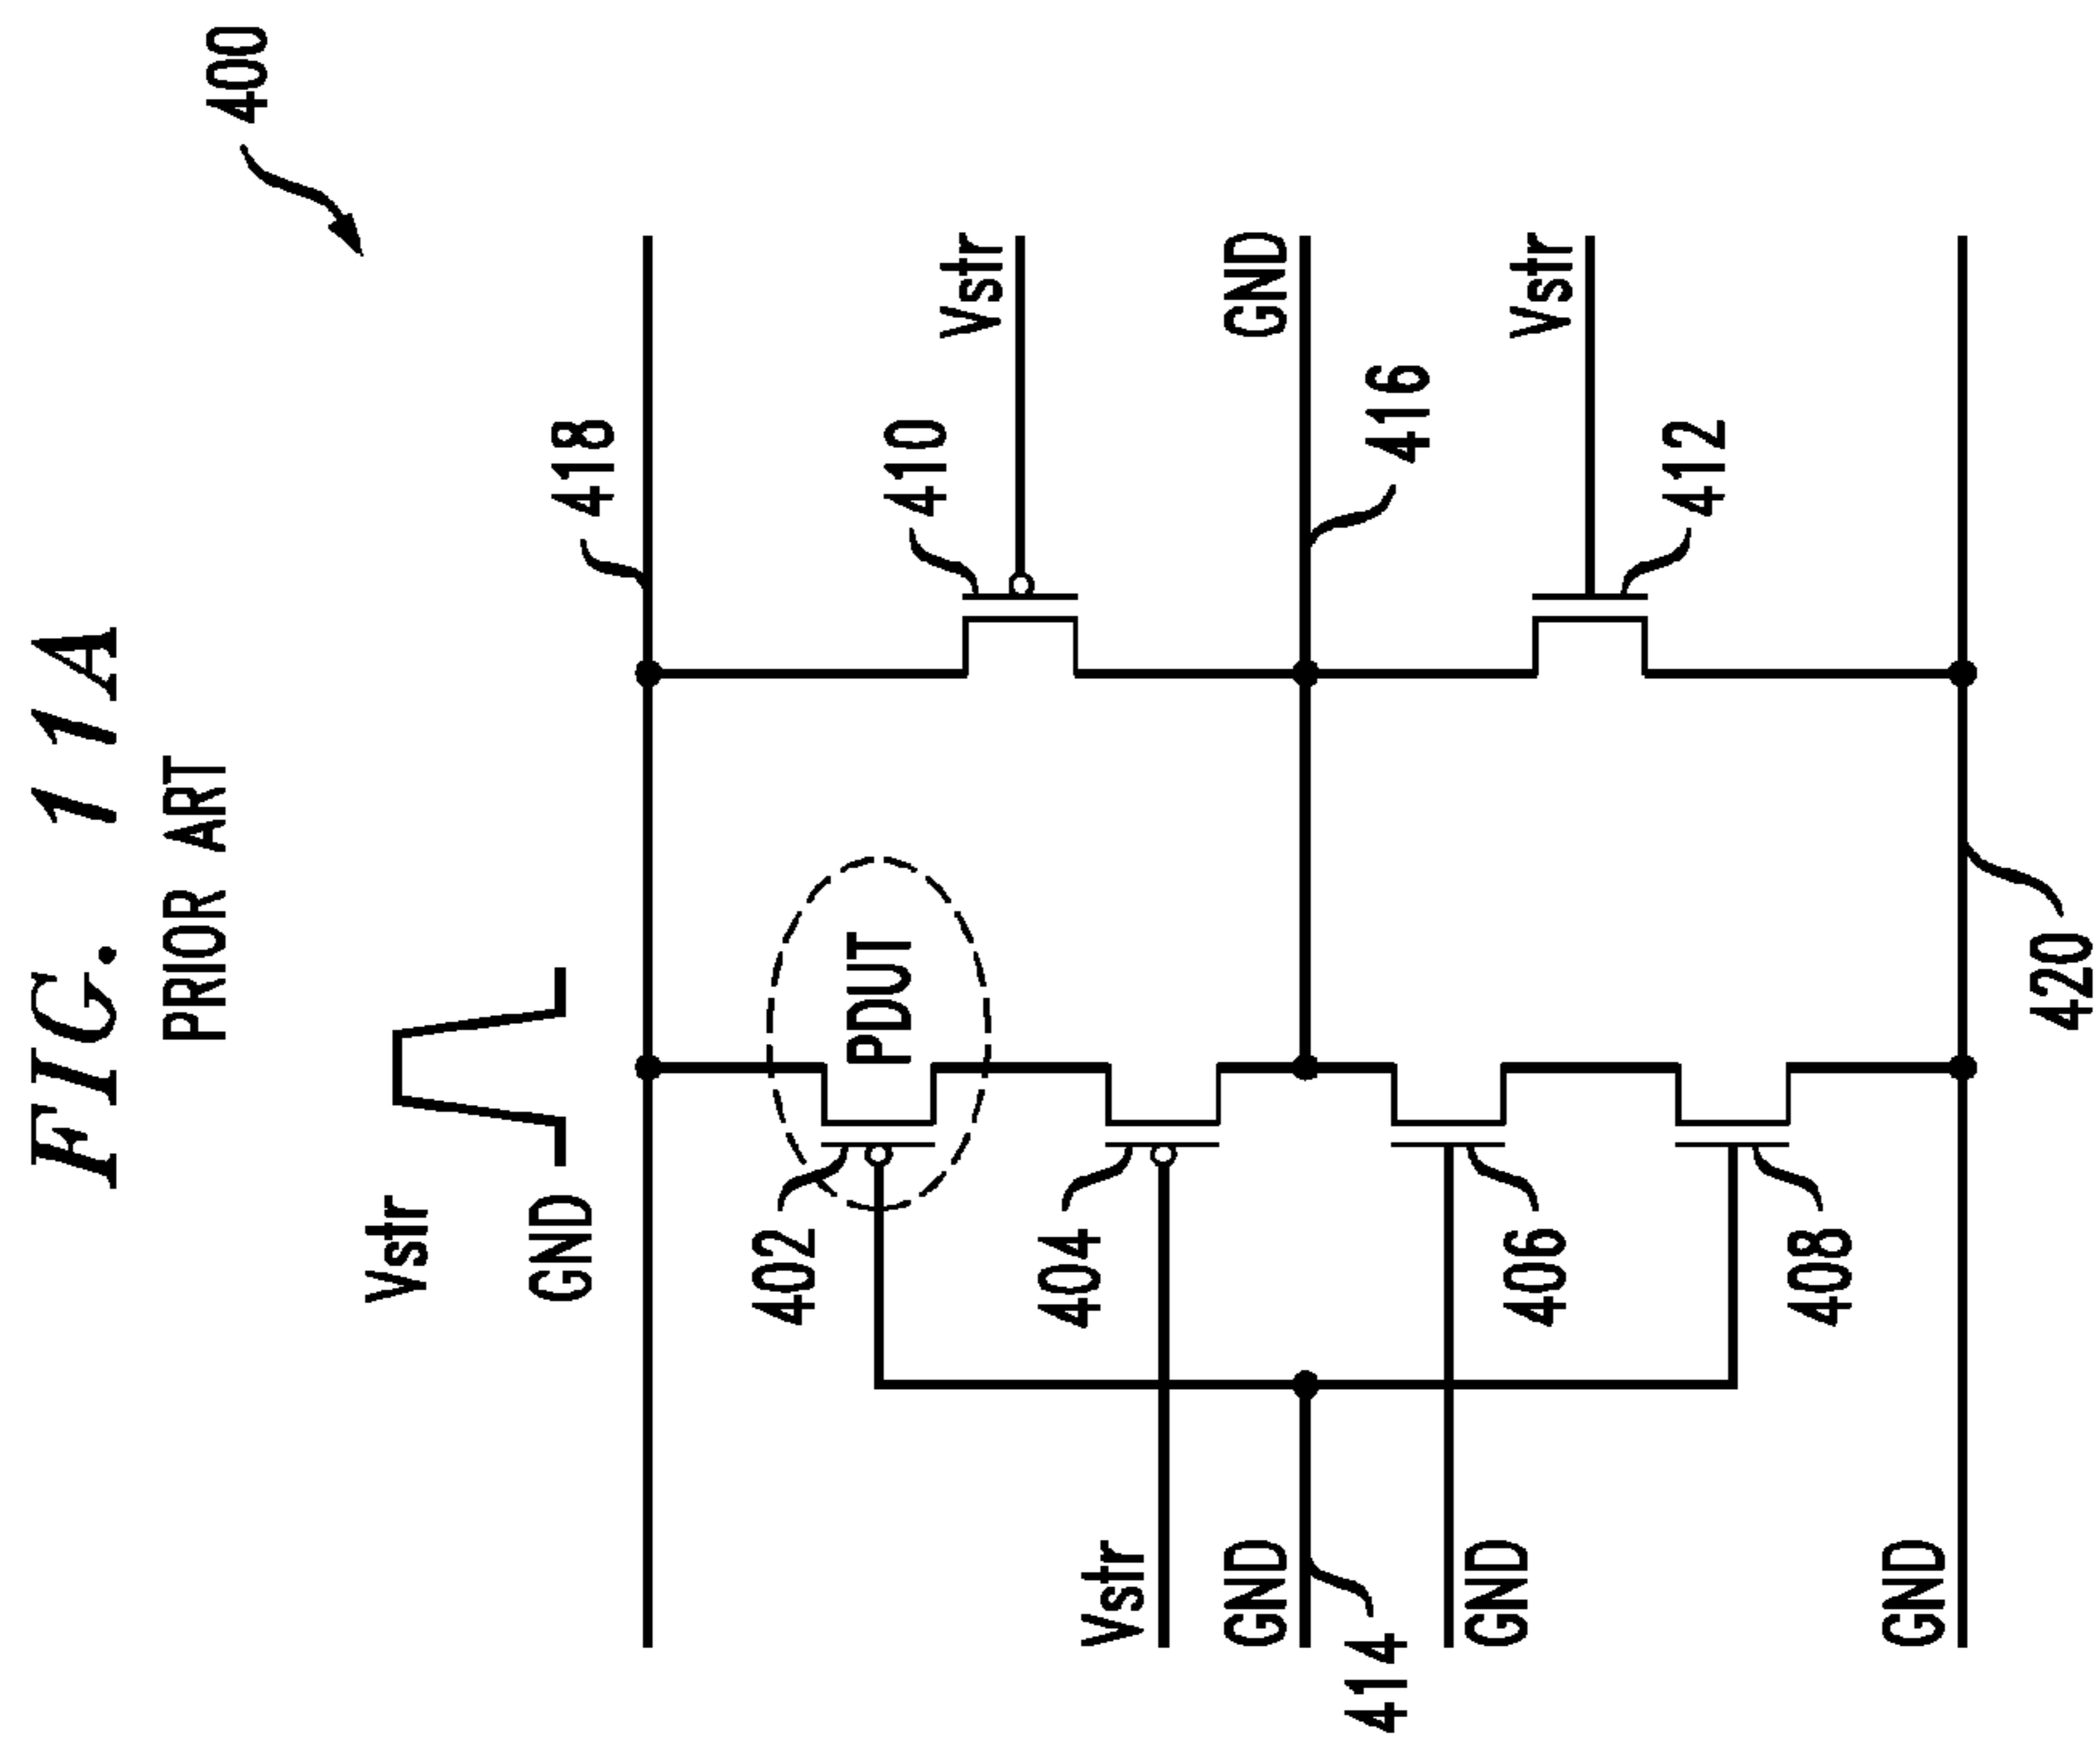 FIG. 11A
PRIOR ART
400
Vstr
GND
418
402
PDUT
410
Vstr
404
Vstr
GND
414
GND
416
406
GND
Vstr
412
408
GND
420